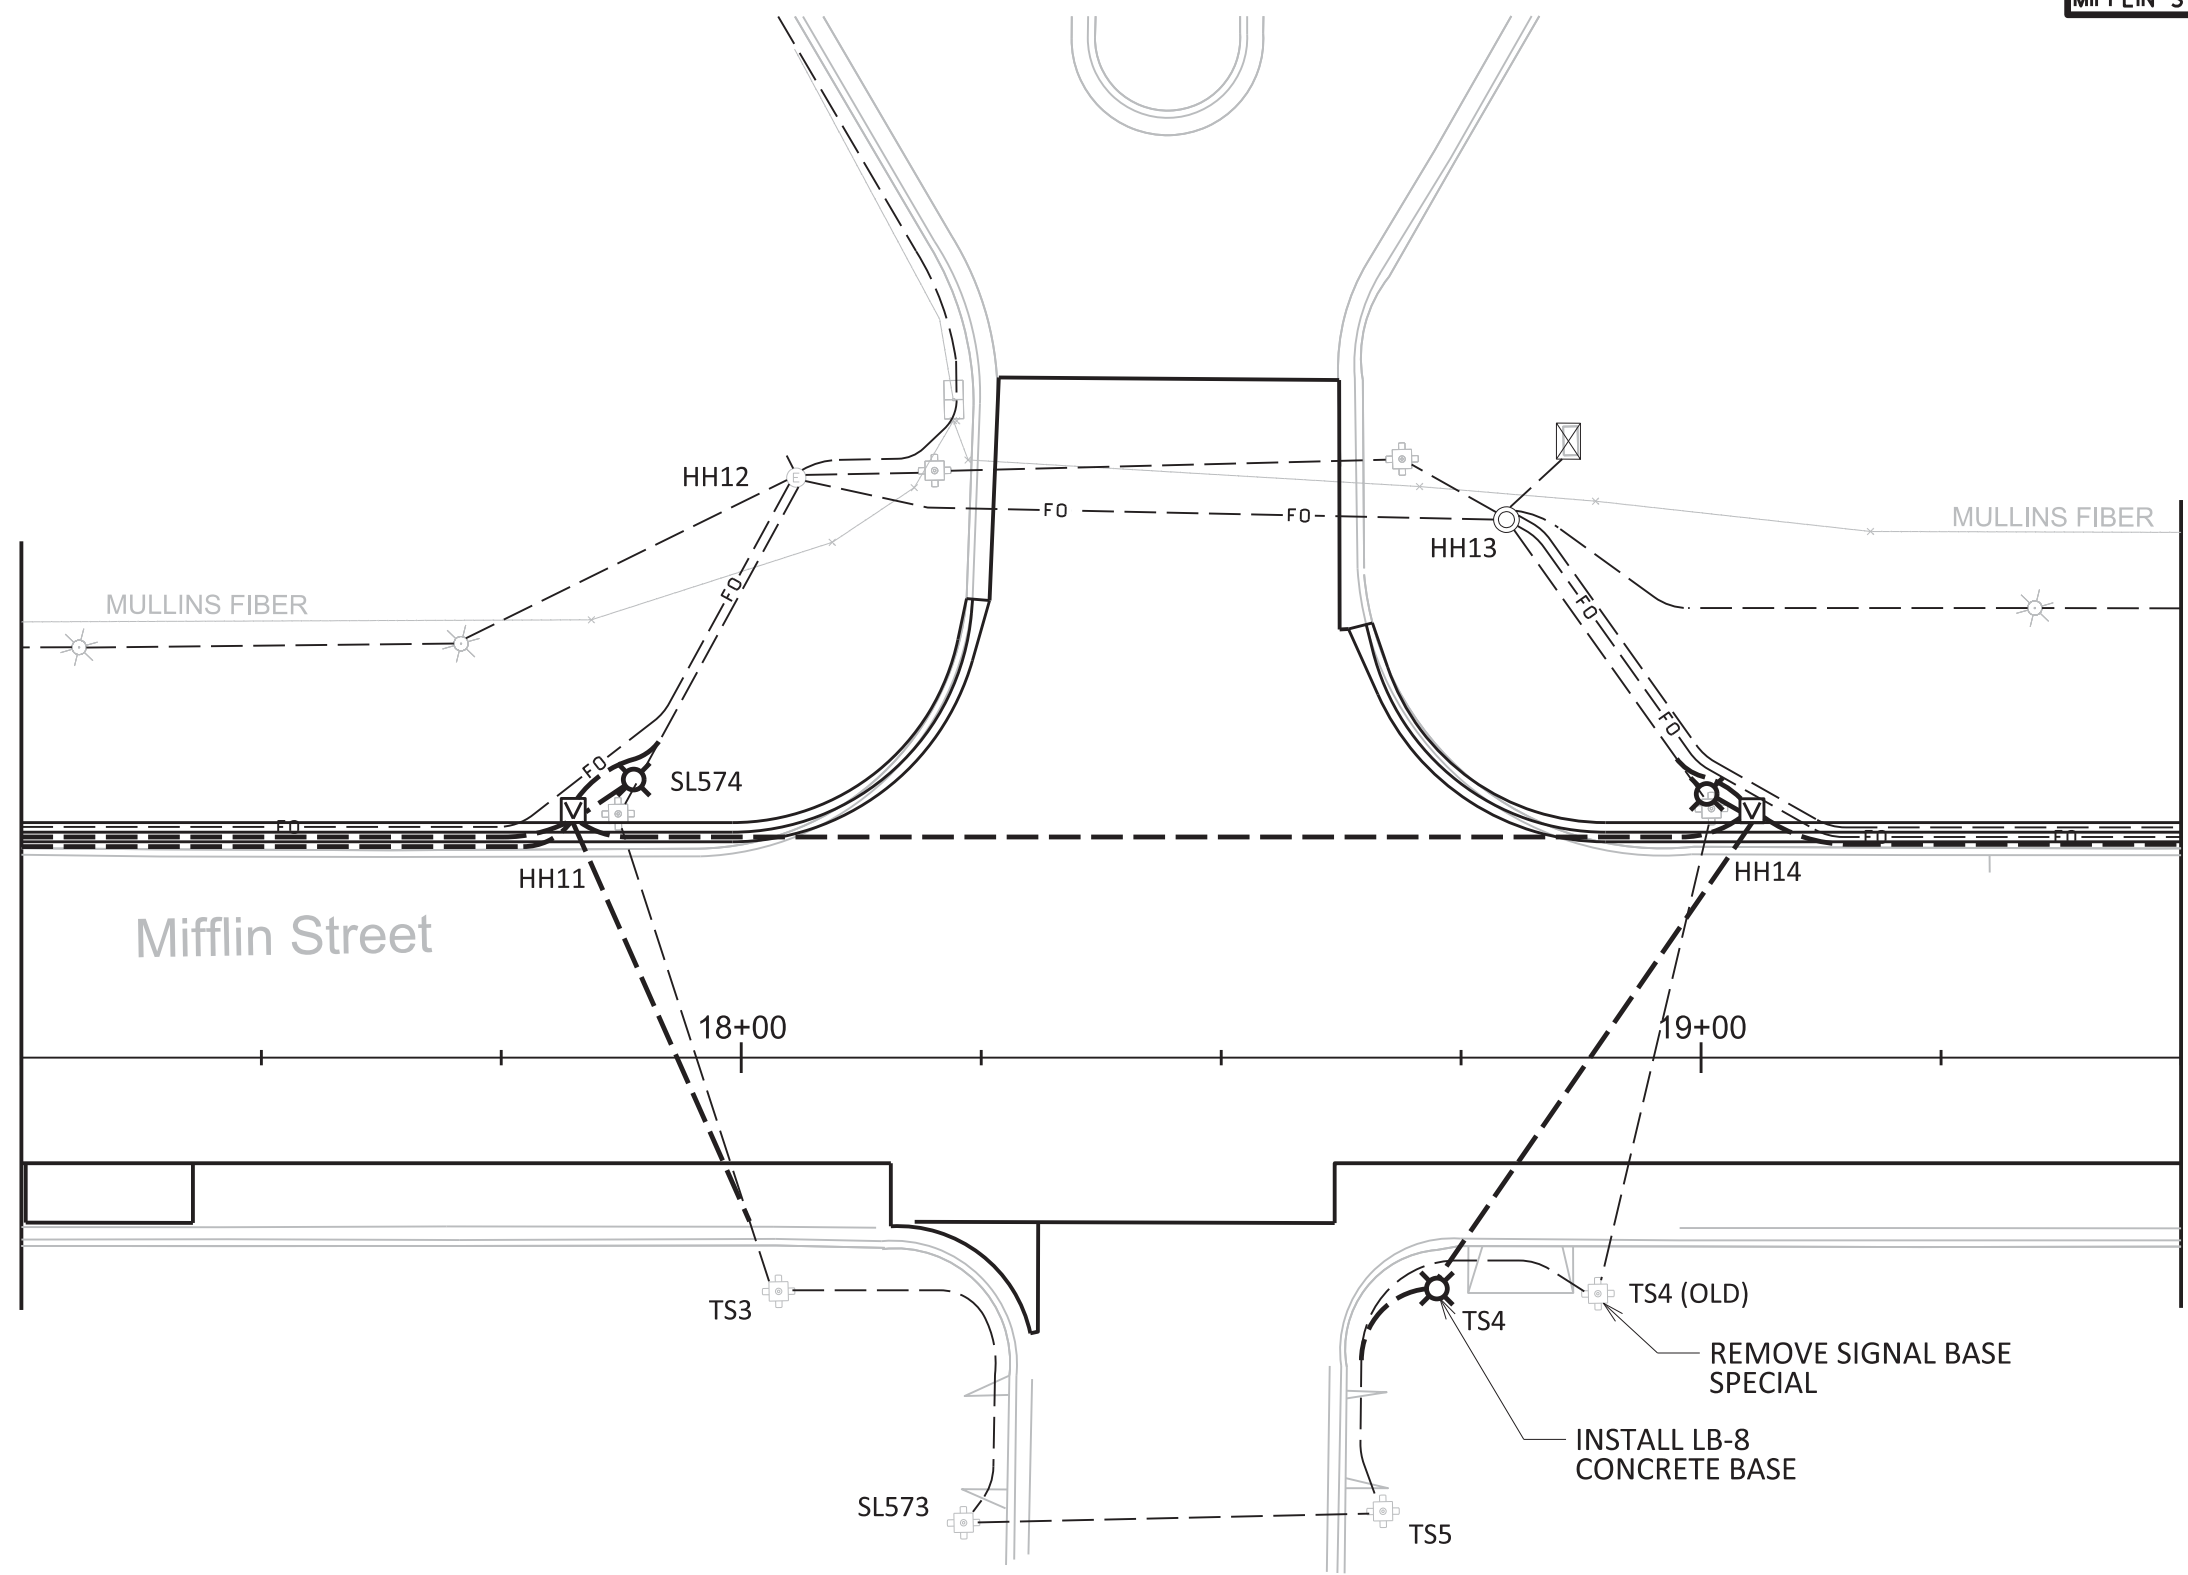 MIFFLIN S
HH12
FO
FO
MULLINS FIBER
HH13
FO
FO
MULLINS FIBER
FO
FO
SL574
FO
FO
FO
HH11
HH14
Mifflin Street
18+00
19+00
TS3
TS4
TS4 (OLD)
REMOVE SIGNAL BASE
SPECIAL
INSTALL LB-8
CONCRETE BASE
SL573
TS5